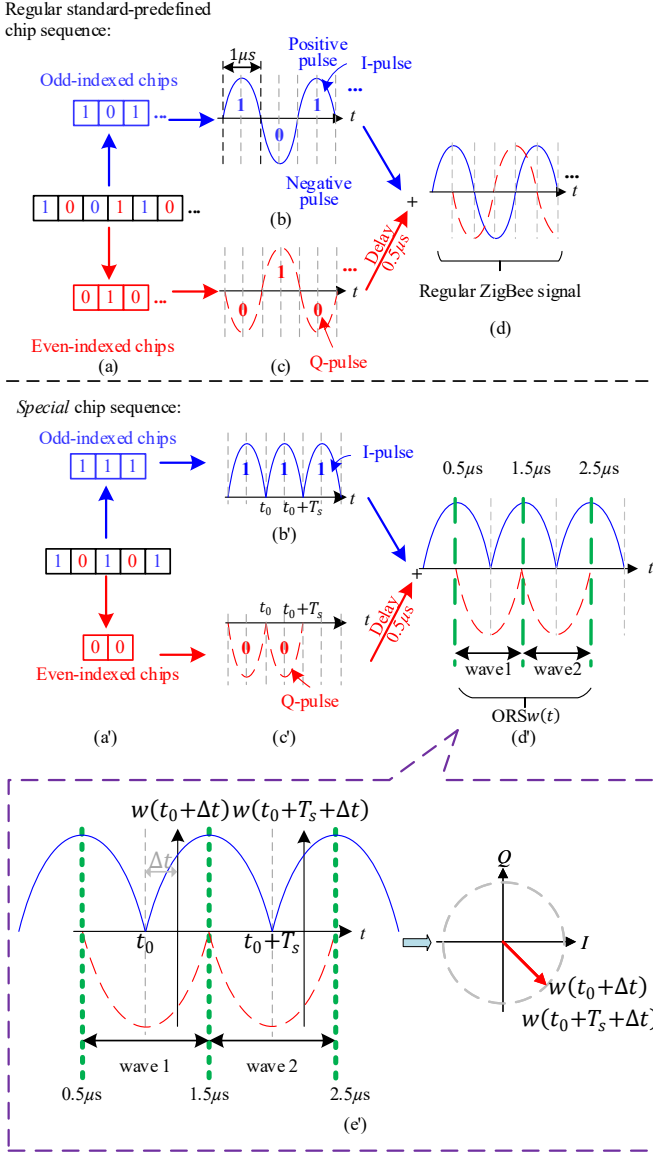 Regular standard-predefined
chip sequence:
1μs
Positive
pulse
I-pulse
Odd-indexed chips
1 0 1 ...
1 0 1 ...
t
Negative
pulse
(b)
1 0 0 1 1 0 ...
+
Delay
0.5μs
... t
Regular ZigBee signal
(d)
0 1 0 ...
0 1 0 ...
t
Even-indexed chips
Q-pulse
(a)
(c)
Special chip sequence:
Odd-indexed chips
1 1 1
1 1 1
I-pulse
t
t0 t0+Ts
(b')
0.5μs 1.5μs 2.5μs
t
1 0 1 0 1
+
Delay
0.5μs
t0 t0+Ts t
0 0
0 0
Even-indexed chips
Q-pulse
wave1 wave2
ORSw(t)
(a')
(c')
(d')
w(t0+Δt) w(t0+Ts+Δt)
Δt
t0 t0+Ts t
wave 1 wave 2
0.5μs 1.5μs 2.5μs
Q
I
w(t0+Δt)
w(t0+Ts+Δt)
(e')